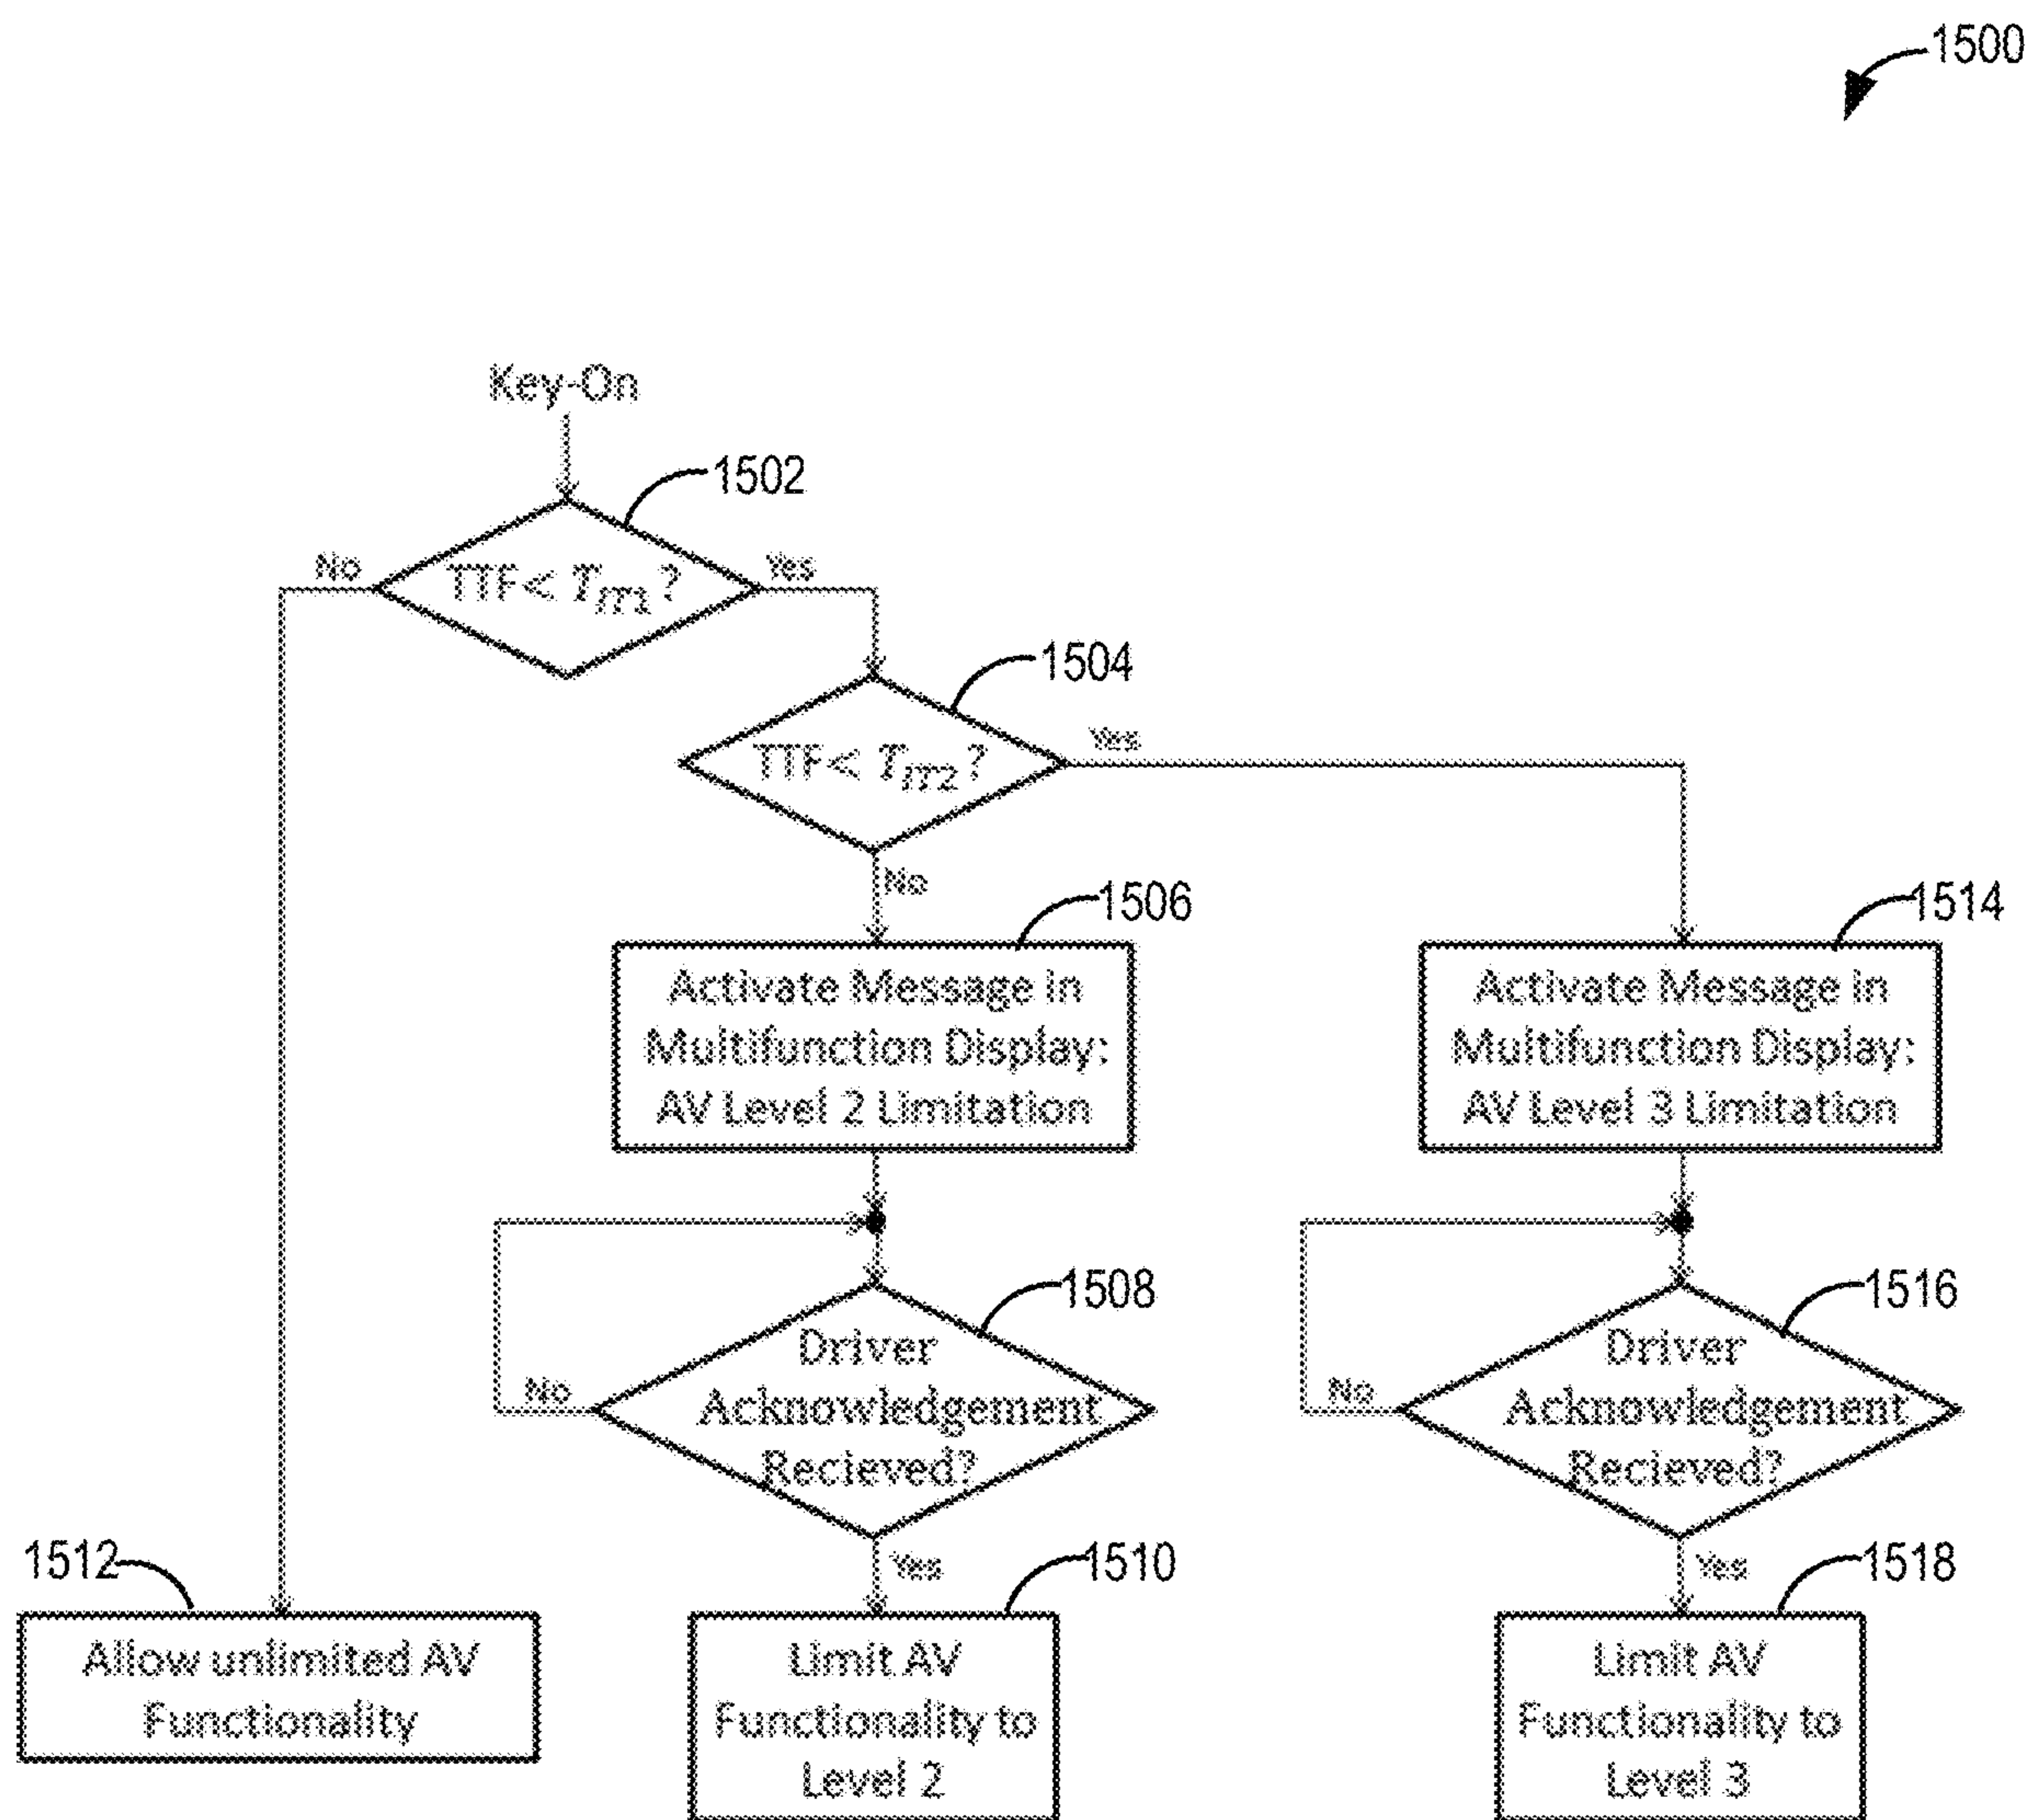 1500
Key-On
1502
No
Yes
TTF< T_IT1 ?
1504
Yes
TTF< T_IT2 ?
No
1506
1514
Activate Message in
Multifunction Display:
AV Level 2 Limitation
Activate Message in
Multifunction Display:
AV Level 3 Limitation
1508
1516
Driver
Acknowledgement
Recieved?
No
Driver
Acknowledgement
Recieved?
No
1512
Yes
1510
Yes
1518
Allow unlimited AV
Functionality
Limit AV
Functionality to
Level 2
Limit AV
Functionality to
Level 3